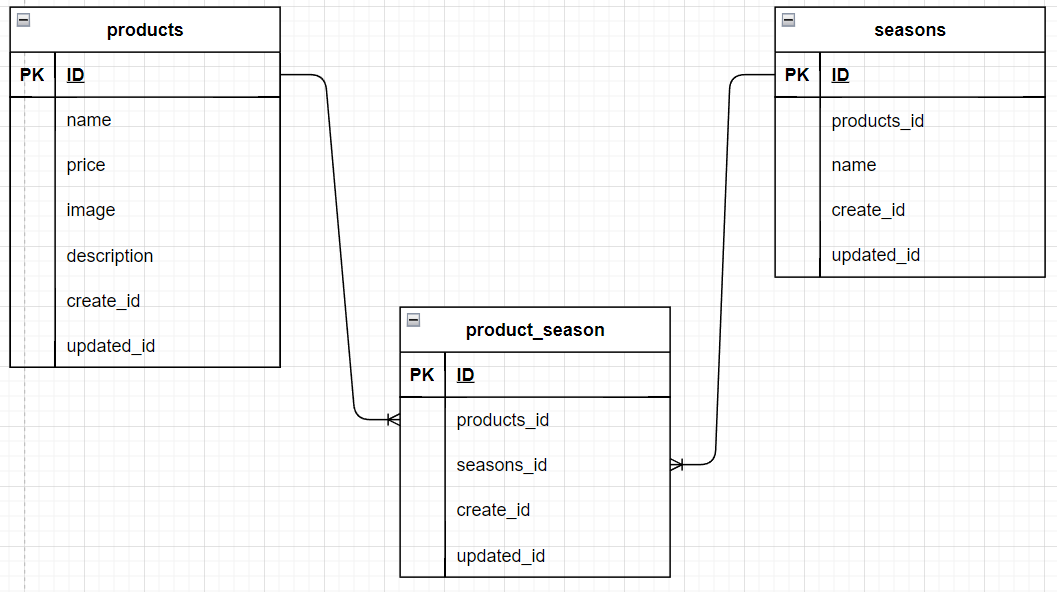 products
PK ID
name
price
image
description
create_id
updated_id
seasons
PK ID
products_id
name
create_id
updated_id
product_season
PK ID
products_id
seasons_id
create_id
updated_id